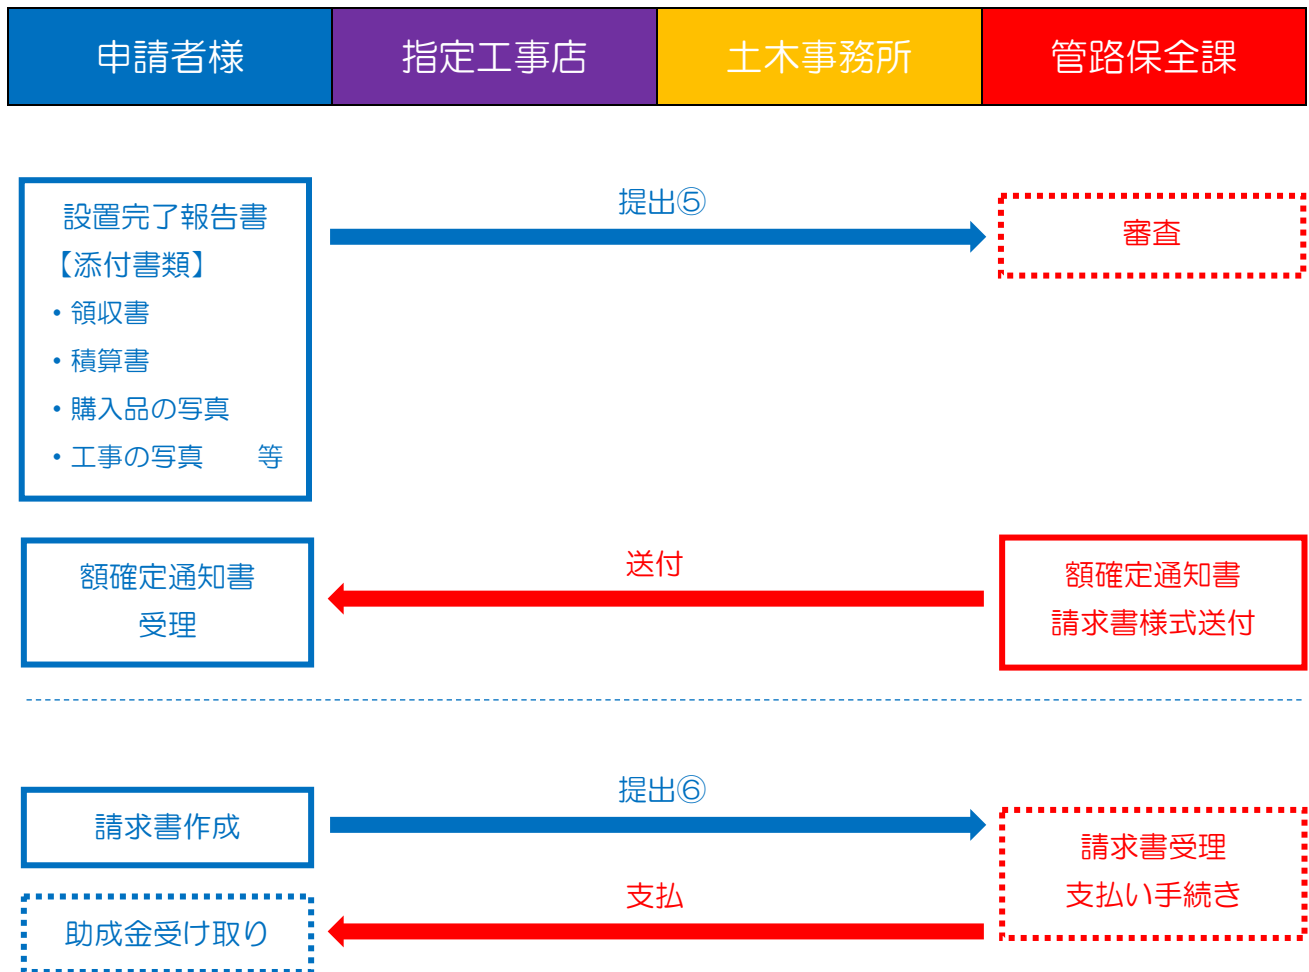 申請者様
指定工事店
土木事務所
管路保全課
設置完了報告書
【添付書類】
・領収書
・積算書
・購入品の写真
・工事の写真　　等
提出⑤
審査
額確定通知書
受理
送付
額確定通知書
請求書様式送付
請求書作成
提出⑥
請求書受理
支払い手続き
支払
助成金受け取り